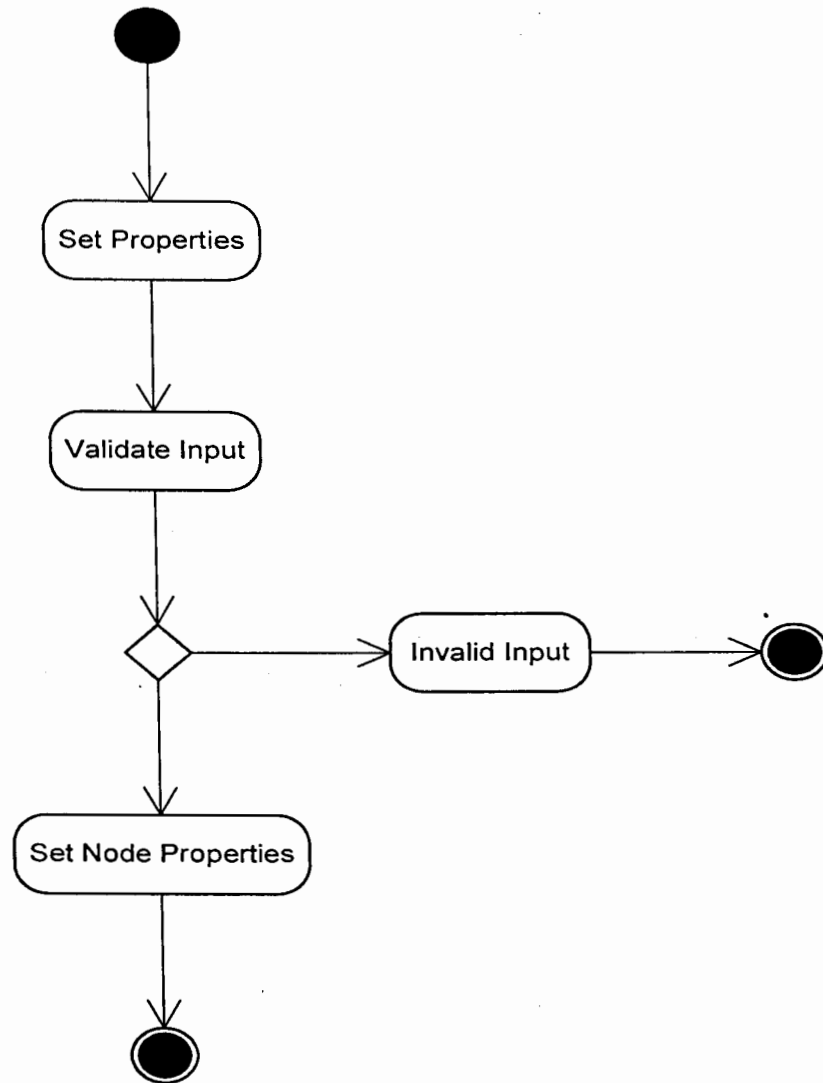 Set Properties
Validate Input
Invalid Input
Set Node Properties